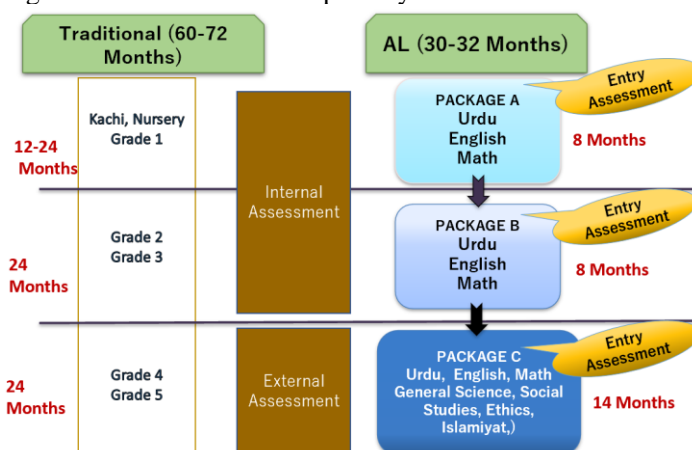 Traditional (60-72
Months)
AL (30-32 Months)
Kachi, Nursery
Grade 1
12-24
Months
Internal
Assessment
PACKAGE A
Urdu
English
Math
Entry
Assessment
8 Months
Grade 2
Grade 3
24
Months
PACKAGE B
Urdu
English
Math
Entry
Assessment
8 Months
Grade 4
Grade 5
24
Months
External
Assessment
PACKAGE C
Urdu, English, Math
General Science, Social
Studies, Ethics,
Islamiyat,)
Entry
Assessment
14 Months